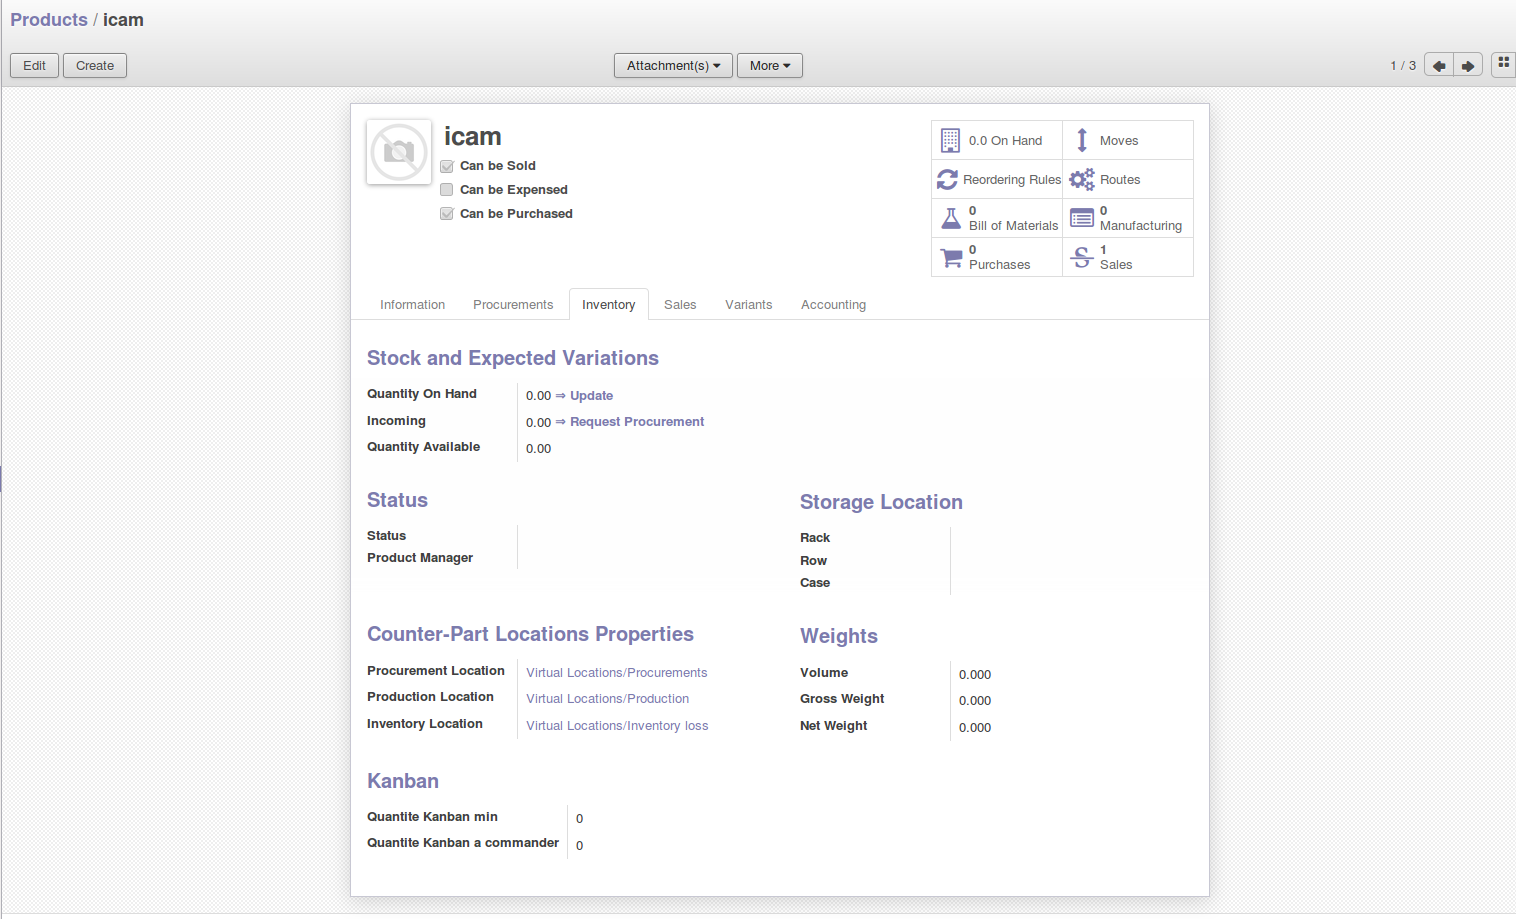 Products / icam
Edit Create Attachment(s) More 1 / 3
icam
Can be Sold
Can be Expensed
Can be Purchased
0.0 On Hand Moves
Reordering Rules Routes
0 Bill of Materials 0 Manufacturing
0 Purchases 1 Sales
Information Procurements Inventory Sales Variants Accounting
Stock and Expected Variations
Quantity On Hand 0.00 ⇒ Update
Incoming 0.00 ⇒ Request Procurement
Quantity Available 0.00
Status
Status
Product Manager
Storage Location
Rack
Row
Case
Counter-Part Locations Properties
Procurement Location Virtual Locations/Procurements
Production Location Virtual Locations/Production
Inventory Location Virtual Locations/Inventory loss
Weights
Volume 0.000
Gross Weight 0.000
Net Weight 0.000
Kanban
Quantite Kanban min 0
Quantite Kanban a commander 0